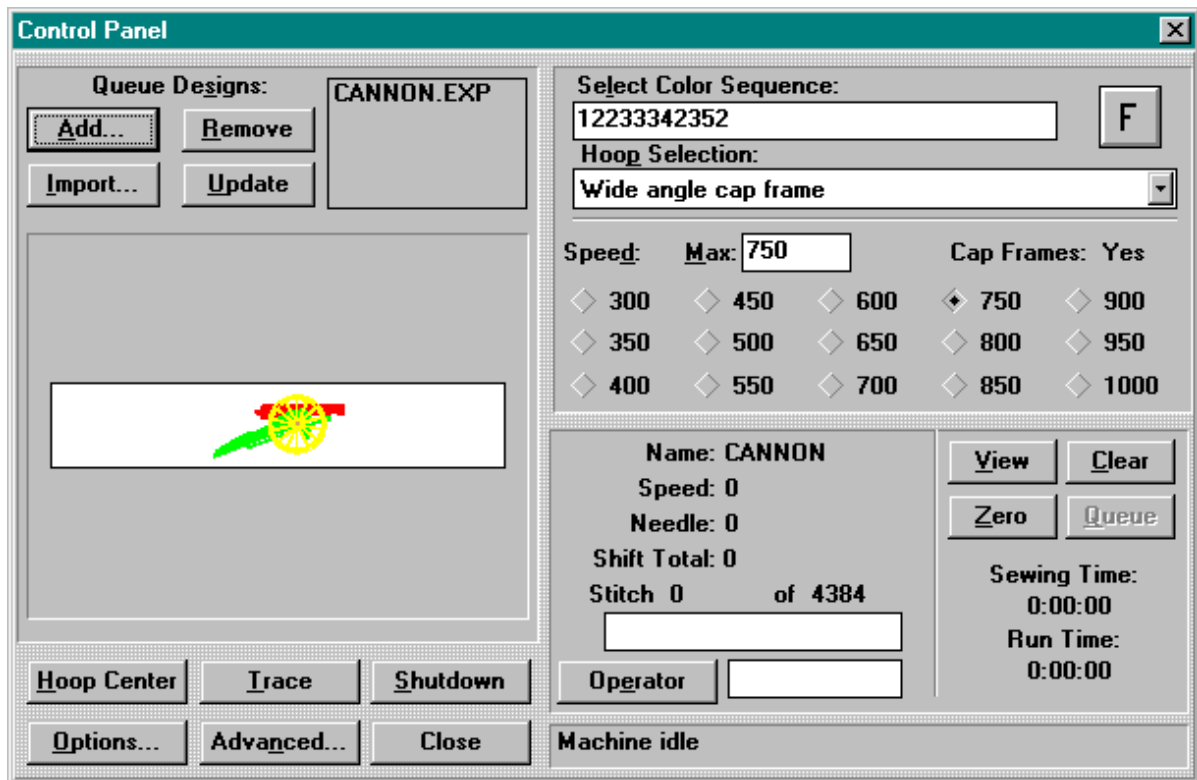 Control Panel
Queue Designs:
CANNON.EXP
Add...
Remove
Import...
Update
Select Color Sequence:
12233342352
F
Hoop Selection:
Wide angle cap frame
Speed: Max: 750 Cap Frames: Yes
300 450 600 750 900
350 500 650 800 950
400 550 700 850 1000
Name: CANNON
Speed: 0
Needle: 0
Shift Total: 0
Stitch 0 of 4384
Operator
View Clear
Zero Queue
Sewing Time:
0:00:00
Run Time:
0:00:00
Hoop Center Trace Shutdown
Options... Advanced... Close
Machine idle